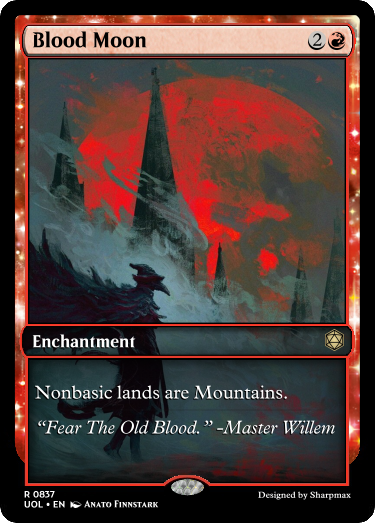 Blood Moon 2
Enchantment
Nonbasic lands are Mountains.
“Fear The Old Blood.” -Master Willem
R 0837
UOL • EN Anato Finnstark
Designed by Sharpmax